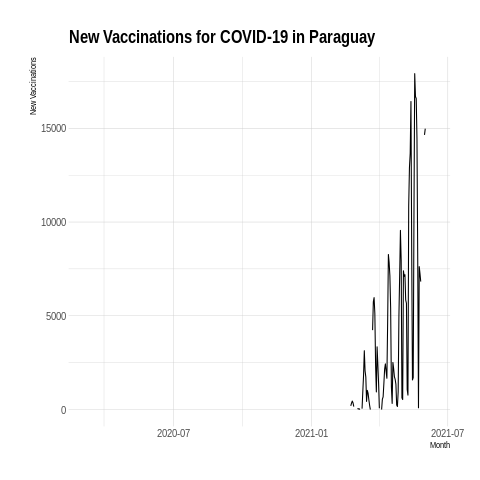 New Vaccinations for COVID-19 in Paraguay
New Vaccinations
15000
10000
5000
0
2020-07
2021-01
2021-07
Month